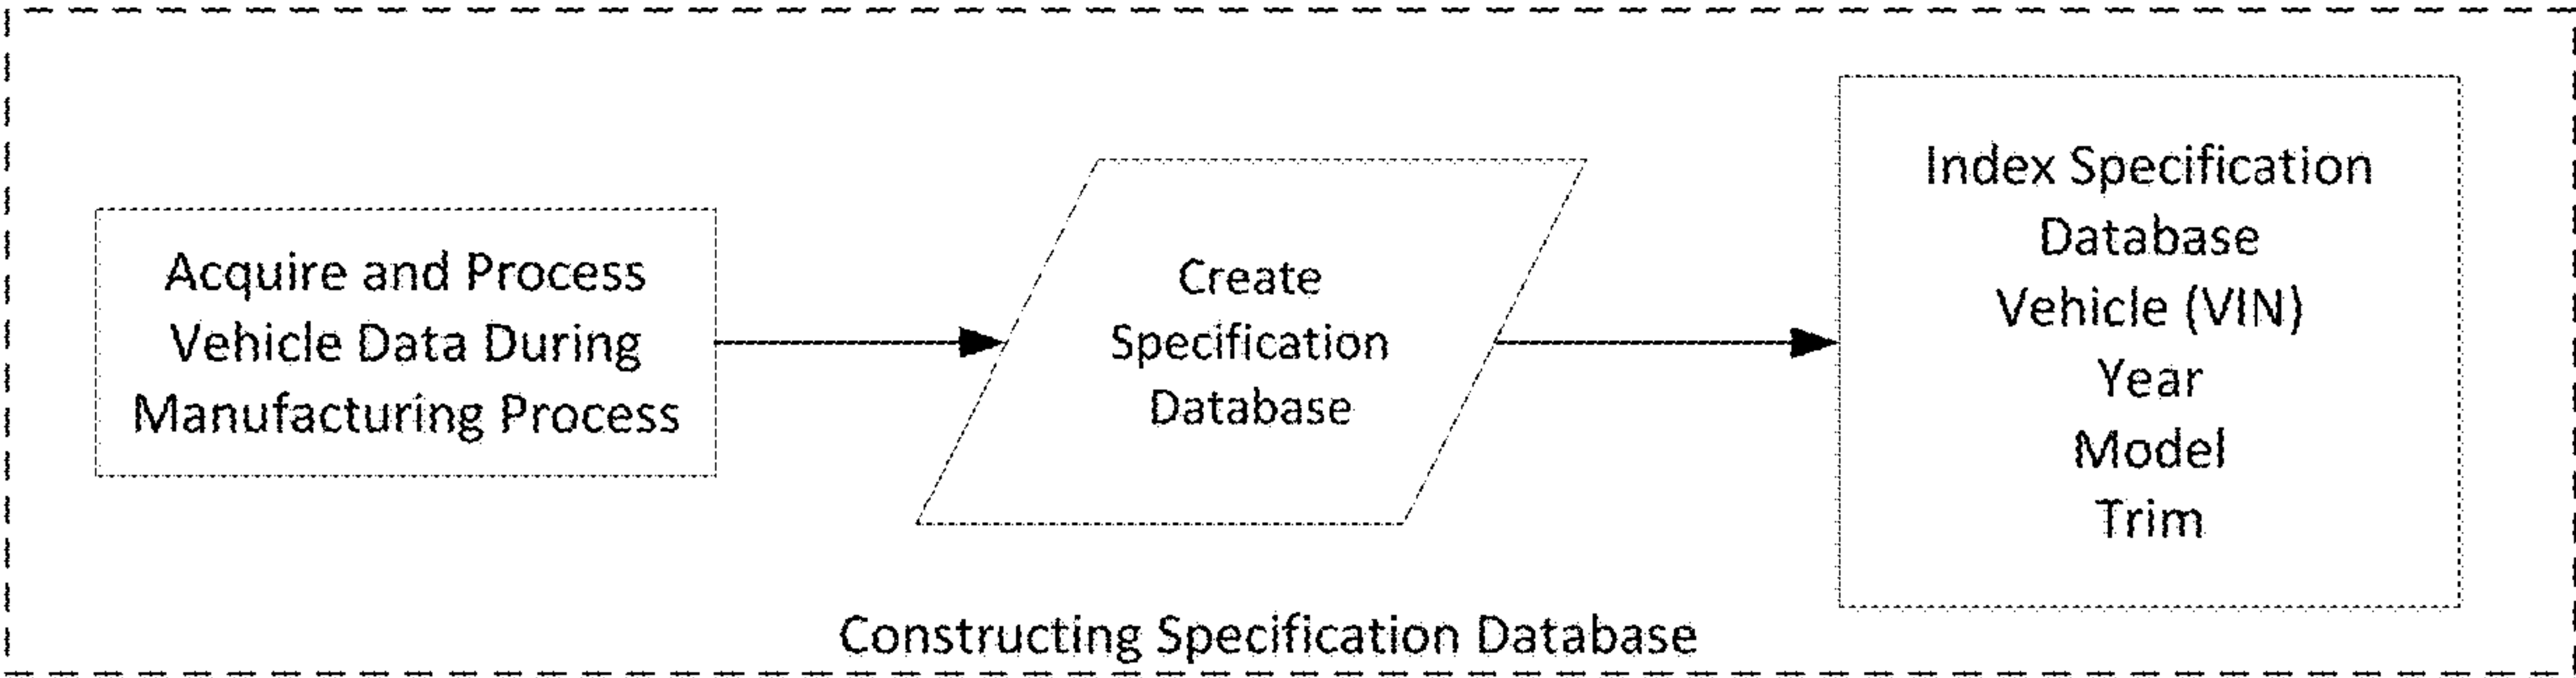 Acquire and Process
Vehicle Data During
Manufacturing Process
Create
Specification
Database
Index Specification
Database
Vehicle (VIN)
Year
Model
Trim
Constructing Specification Database